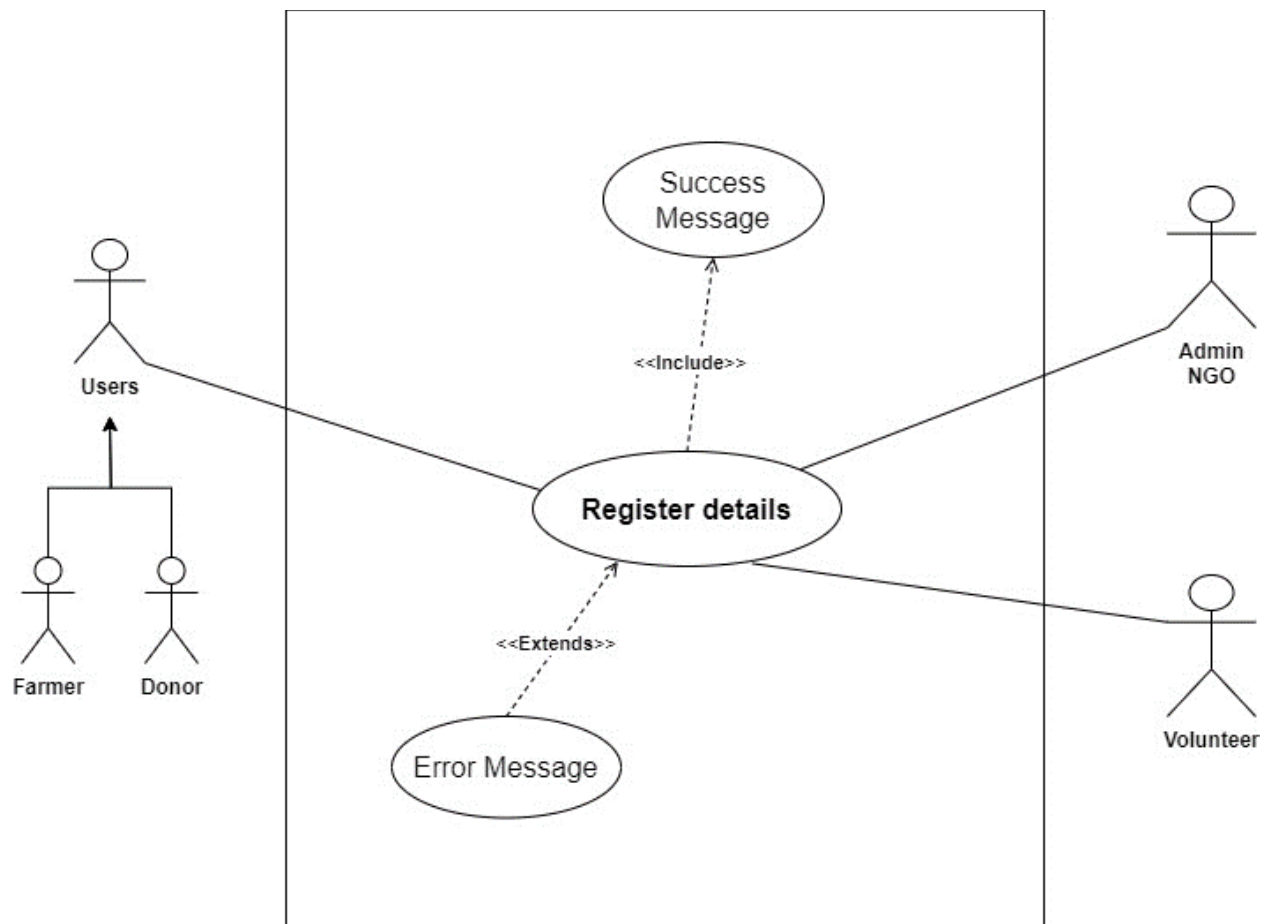 Success
Message
<<Include>>
Users
Admin
NGO
Register details
<<Extends>>
Farmer
Donor
Volunteer
Error Message